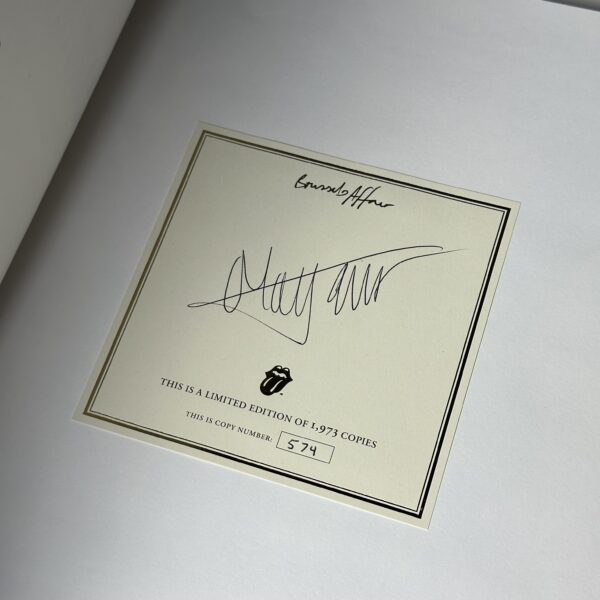 Brussels Affair
THIS IS A LIMITED EDITION OF 1,973 COPIES
THIS IS COPY NUMBER: 574